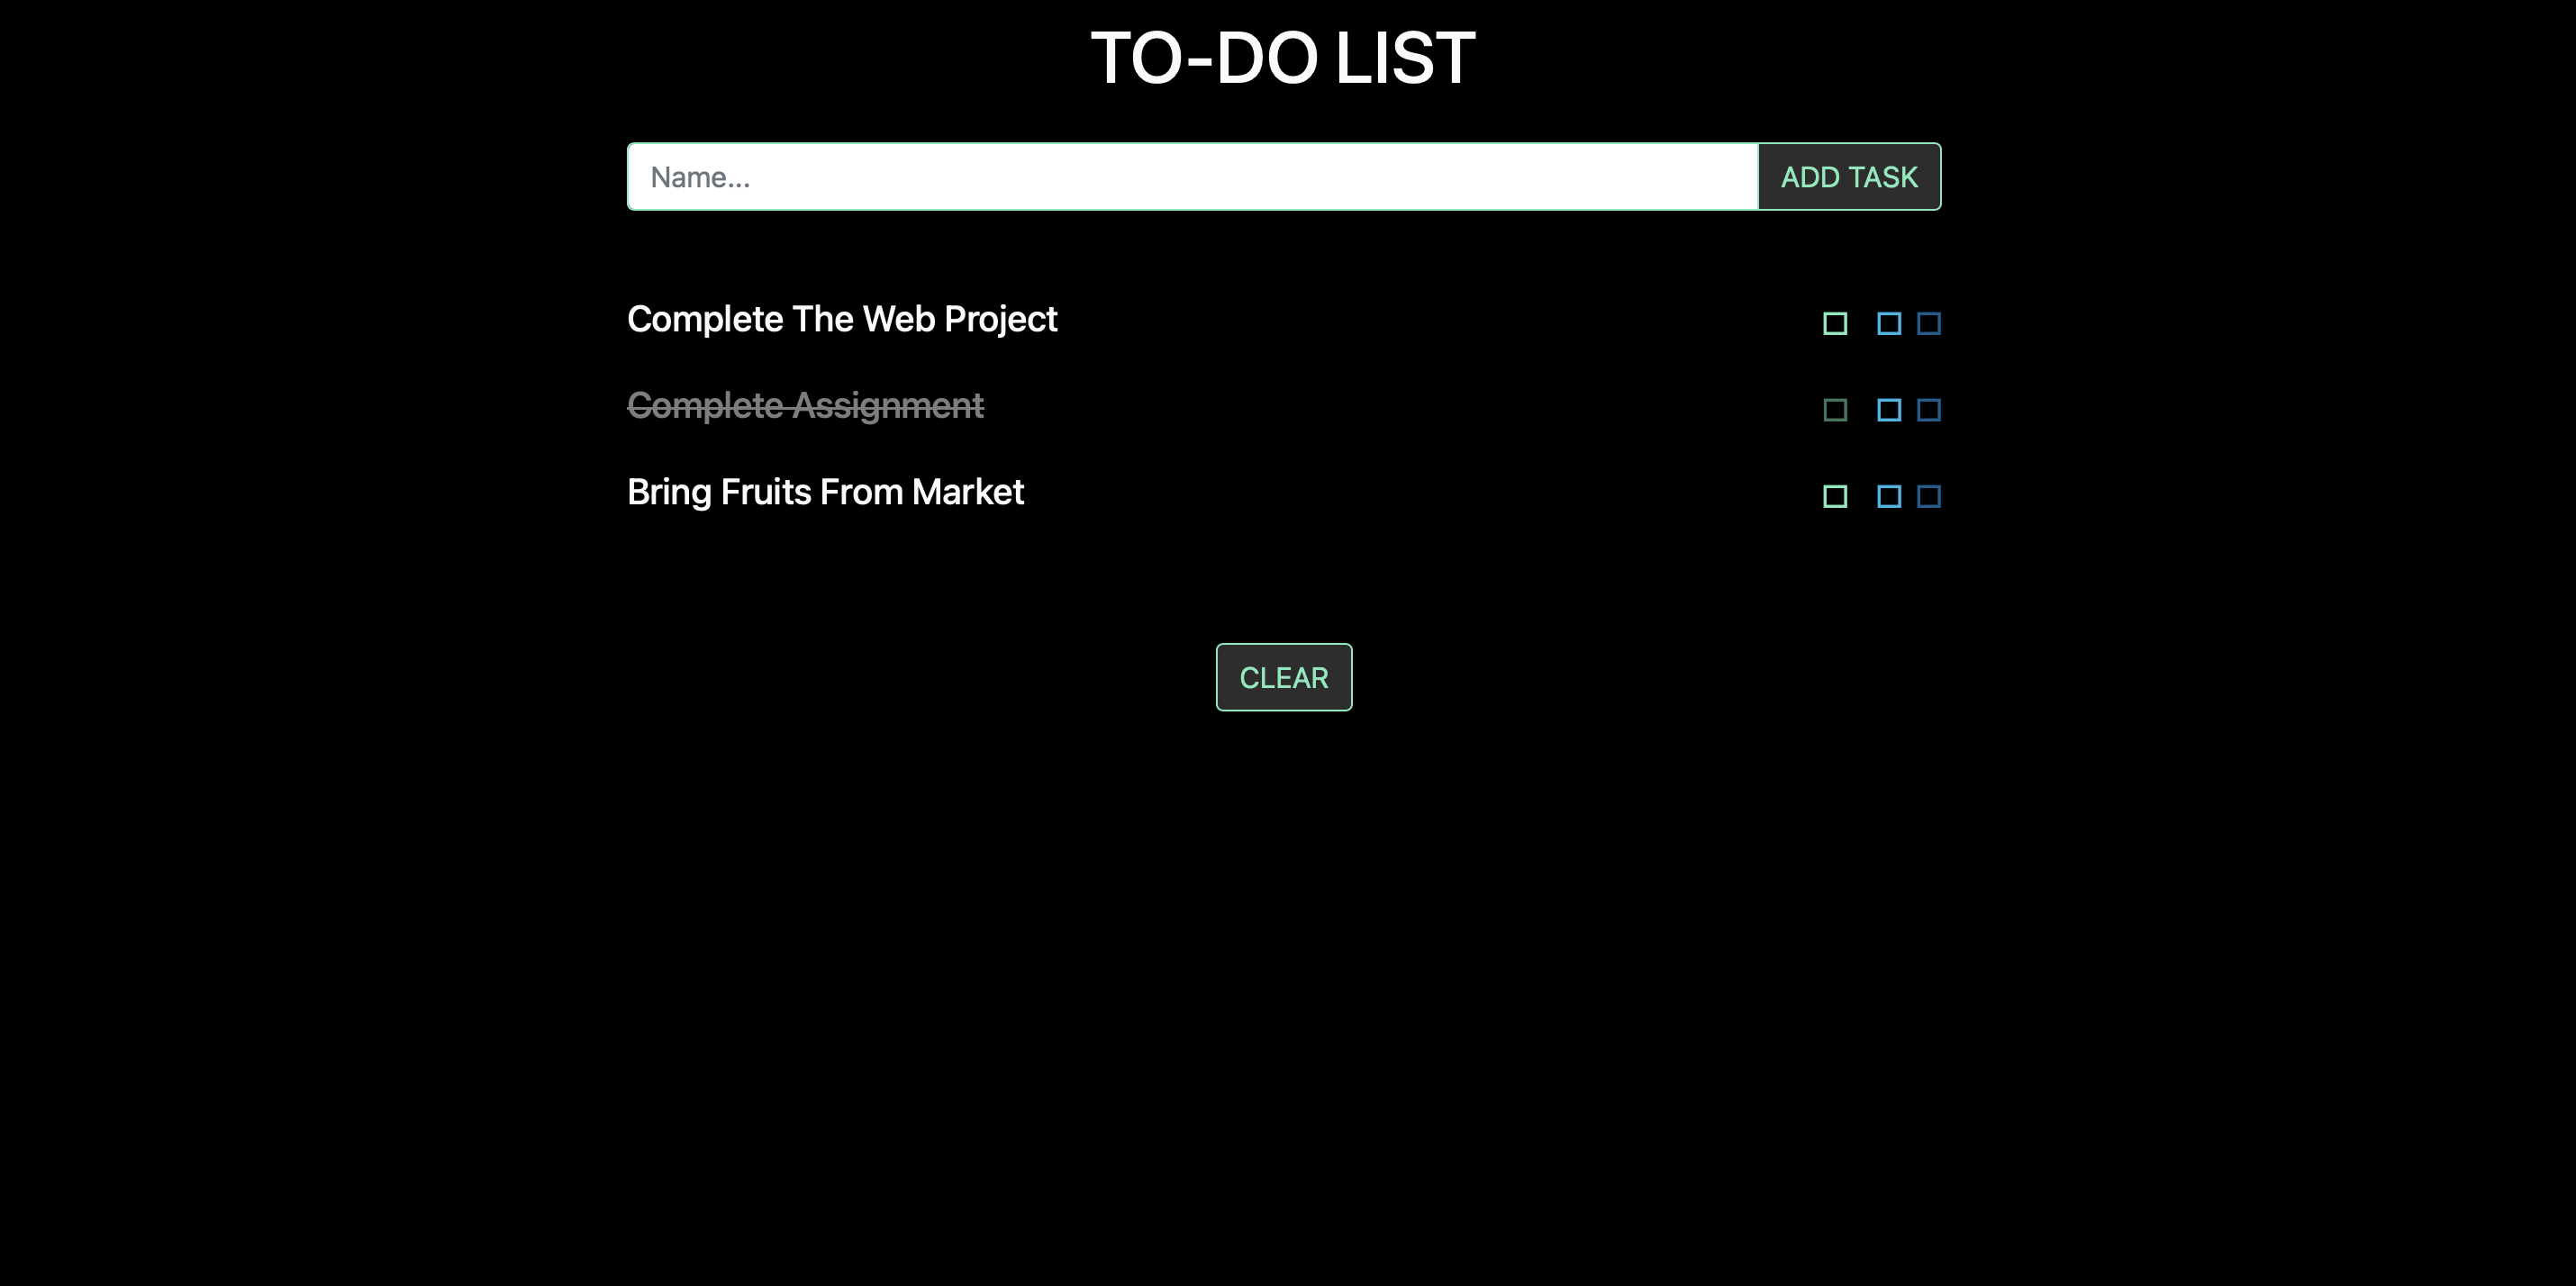 TO-DO LIST
Name...
ADD TASK
Complete The Web Project
Complete Assignment
Bring Fruits From Market
CLEAR